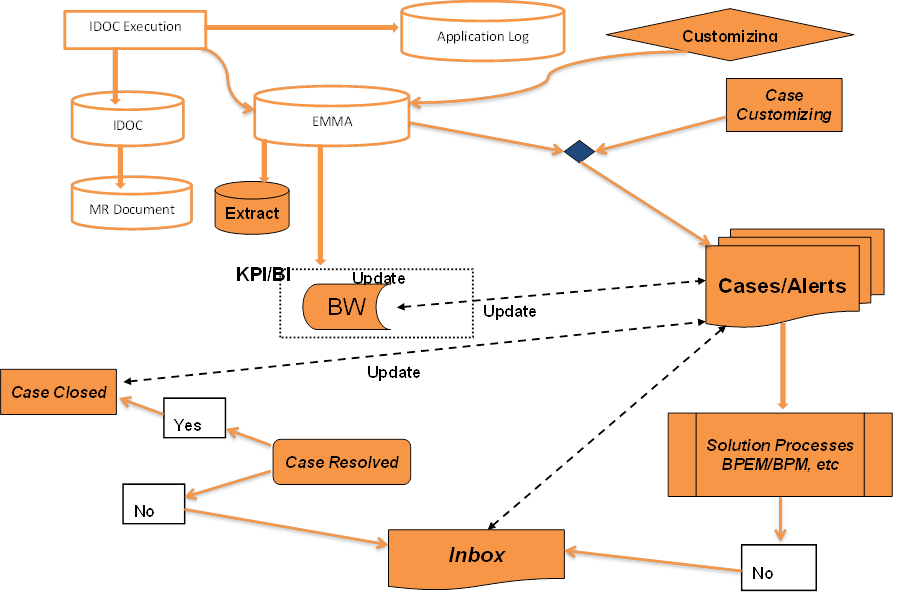 IDOC Execution
Application Log
Customizing
Case
Customizing
IDOC
EMMA
MR Document
Extract
KPI/BI
Update
BW
Cases/Alerts
Update
Update
Case Closed
Yes
Case Resolved
Solution Processes
BPEM/BPM, etc
No
Inbox
No